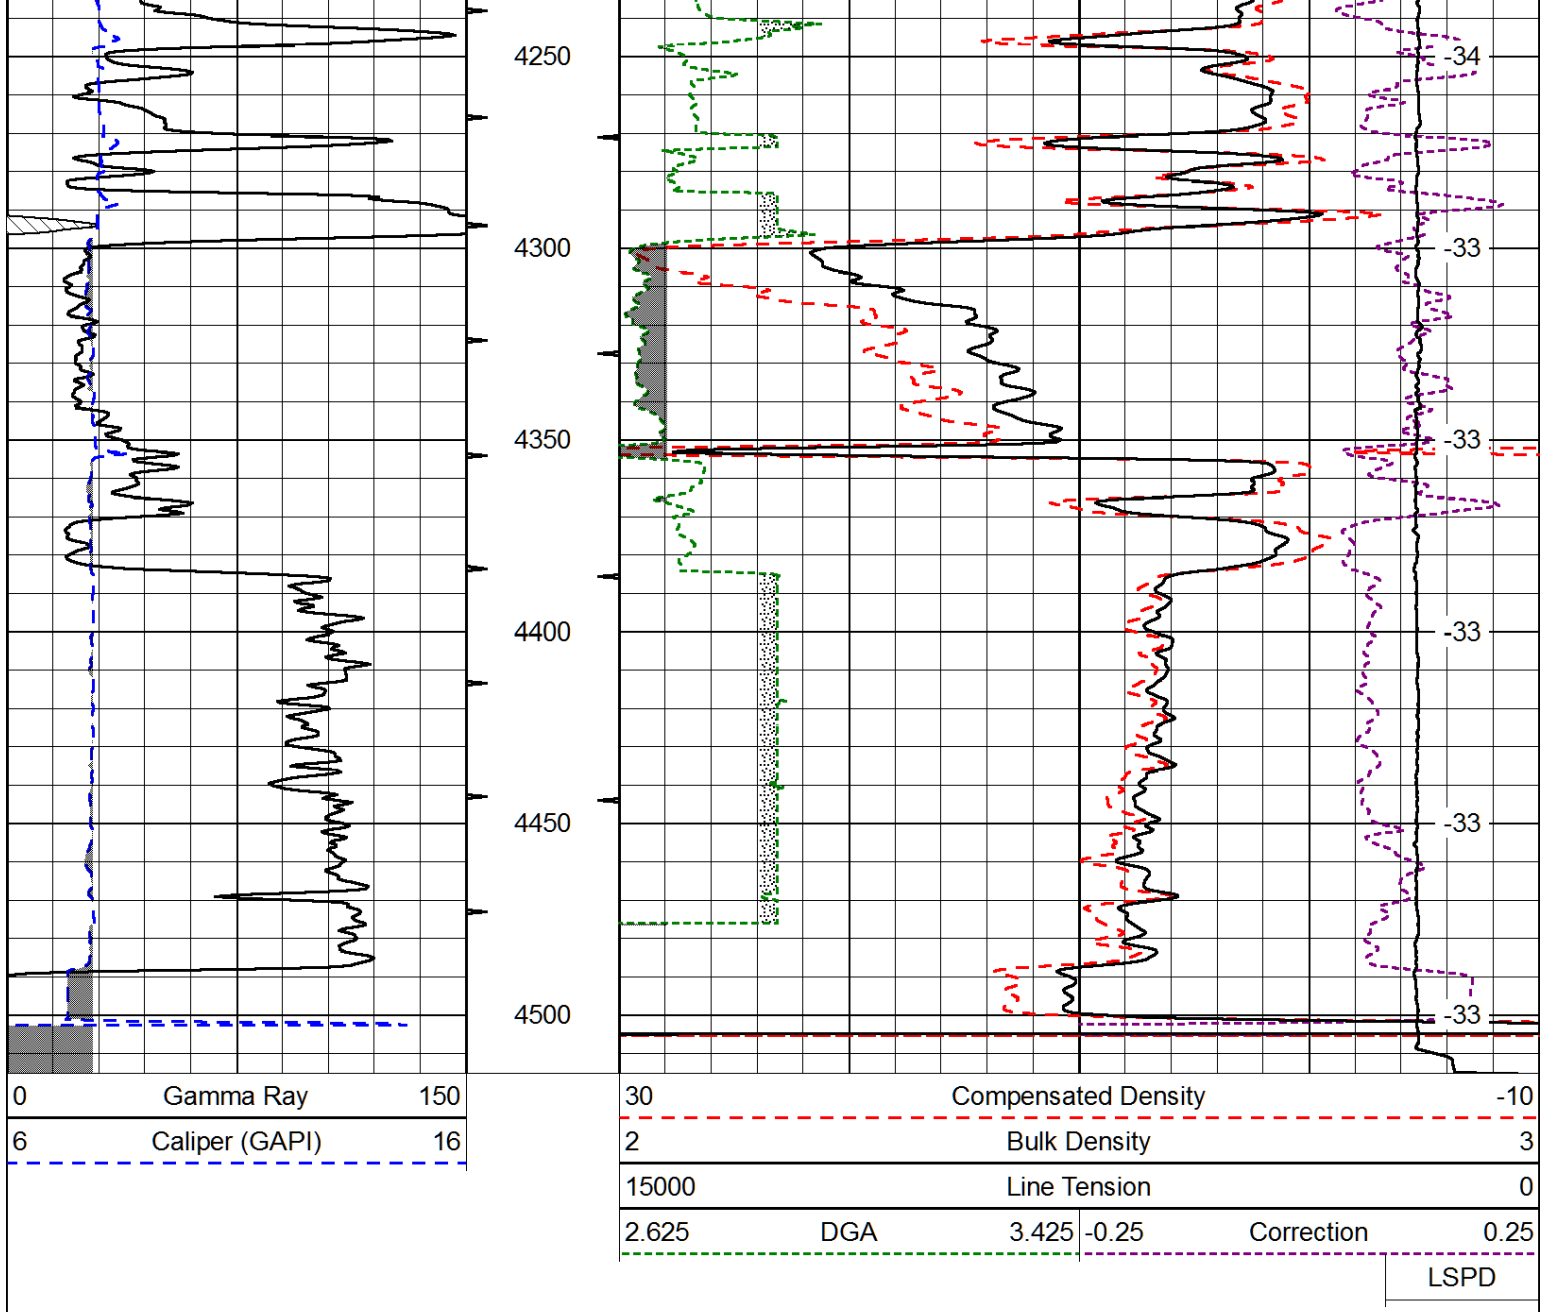 4250 -34
4300 -33
4350 -33
4400 -33
4450 -33
4500 -33
0 Gamma Ray 150
6 Caliper (GAPI) 16
30 Compensated Density -10
2 Bulk Density 3
15000 Line Tension 0
2.625 DGA 3.425 -0.25 Correction 0.25
LSPD